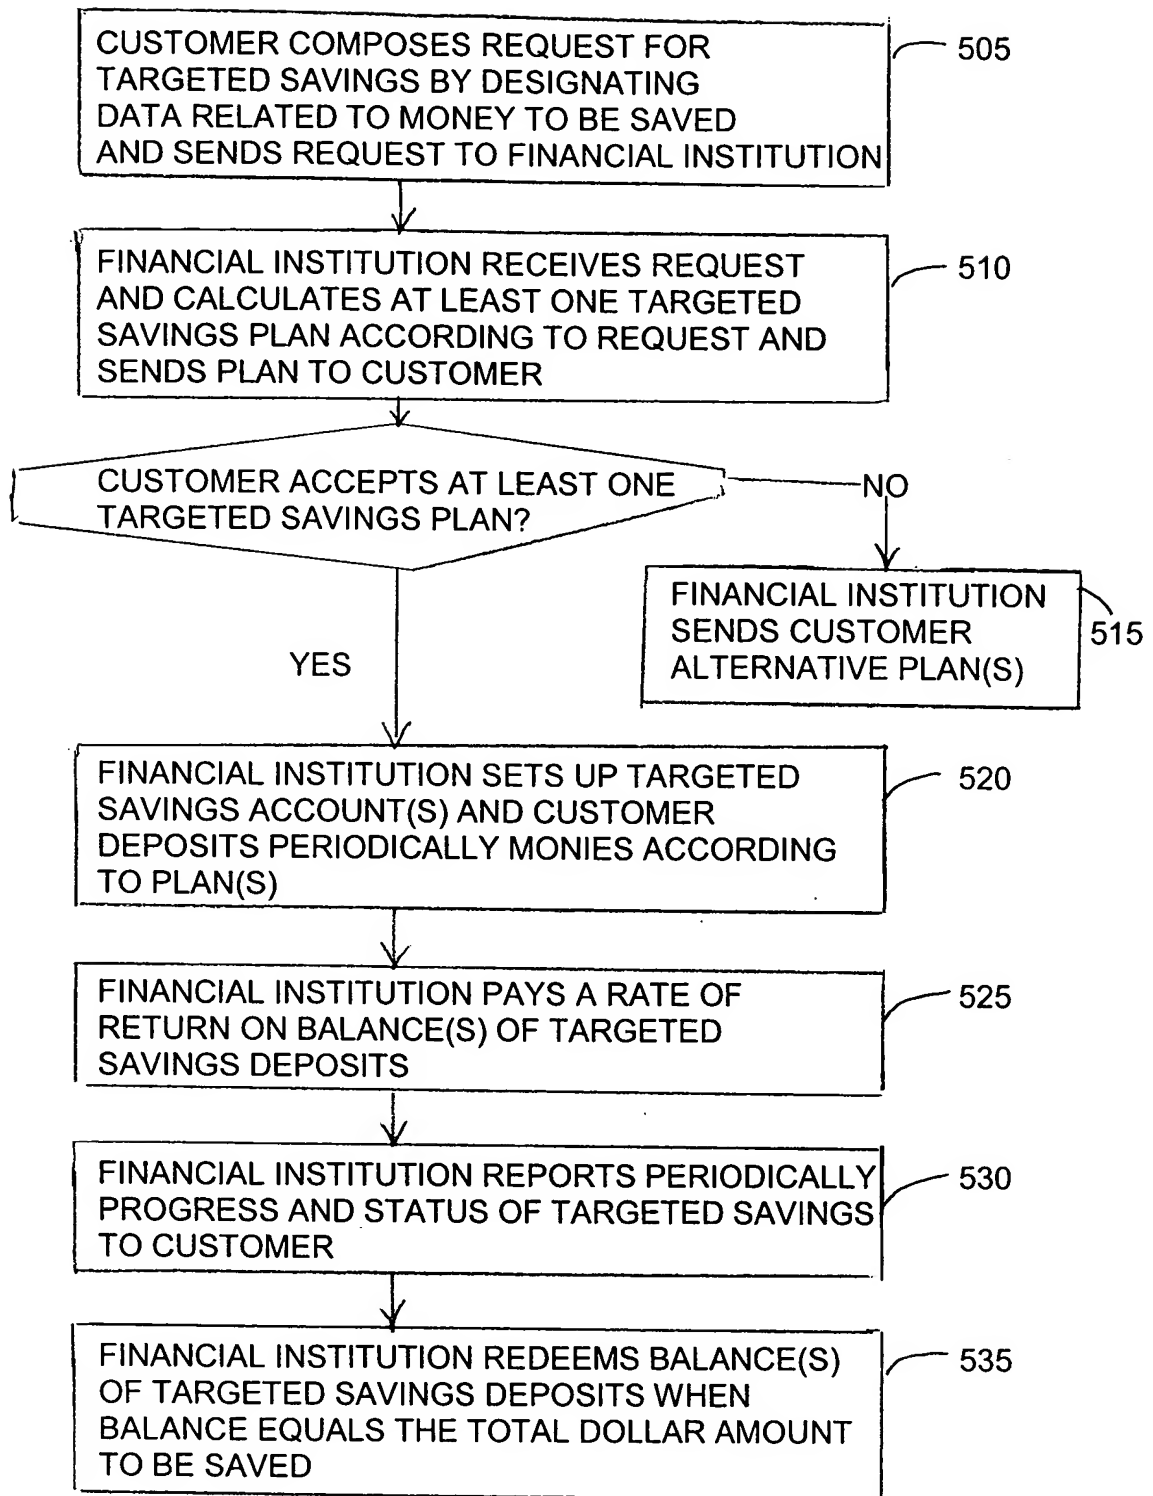 CUSTOMER COMPOSES REQUEST FOR
TARGETED SAVINGS BY DESIGNATING
DATA RELATED TO MONEY TO BE SAVED
AND SENDS REQUEST TO FINANCIAL INSTITUTION
505
FINANCIAL INSTITUTION RECEIVES REQUEST
AND CALCULATES AT LEAST ONE TARGETED
SAVINGS PLAN ACCORDING TO REQUEST AND
SENDS PLAN TO CUSTOMER
510
CUSTOMER ACCEPTS AT LEAST ONE
TARGETED SAVINGS PLAN?
NO
FINANCIAL INSTITUTION
SENDS CUSTOMER
ALTERNATIVE PLAN(S)
515
YES
FINANCIAL INSTITUTION SETS UP TARGETED
SAVINGS ACCOUNT(S) AND CUSTOMER
DEPOSITS PERIODICALLY MONIES ACCORDING
TO PLAN(S)
520
FINANCIAL INSTITUTION PAYS A RATE OF
RETURN ON BALANCE(S) OF TARGETED
SAVINGS DEPOSITS
525
FINANCIAL INSTITUTION REPORTS PERIODICALLY
PROGRESS AND STATUS OF TARGETED SAVINGS
TO CUSTOMER
530
FINANCIAL INSTITUTION REDEEMS BALANCE(S)
OF TARGETED SAVINGS DEPOSITS WHEN
BALANCE EQUALS THE TOTAL DOLLAR AMOUNT
TO BE SAVED
535